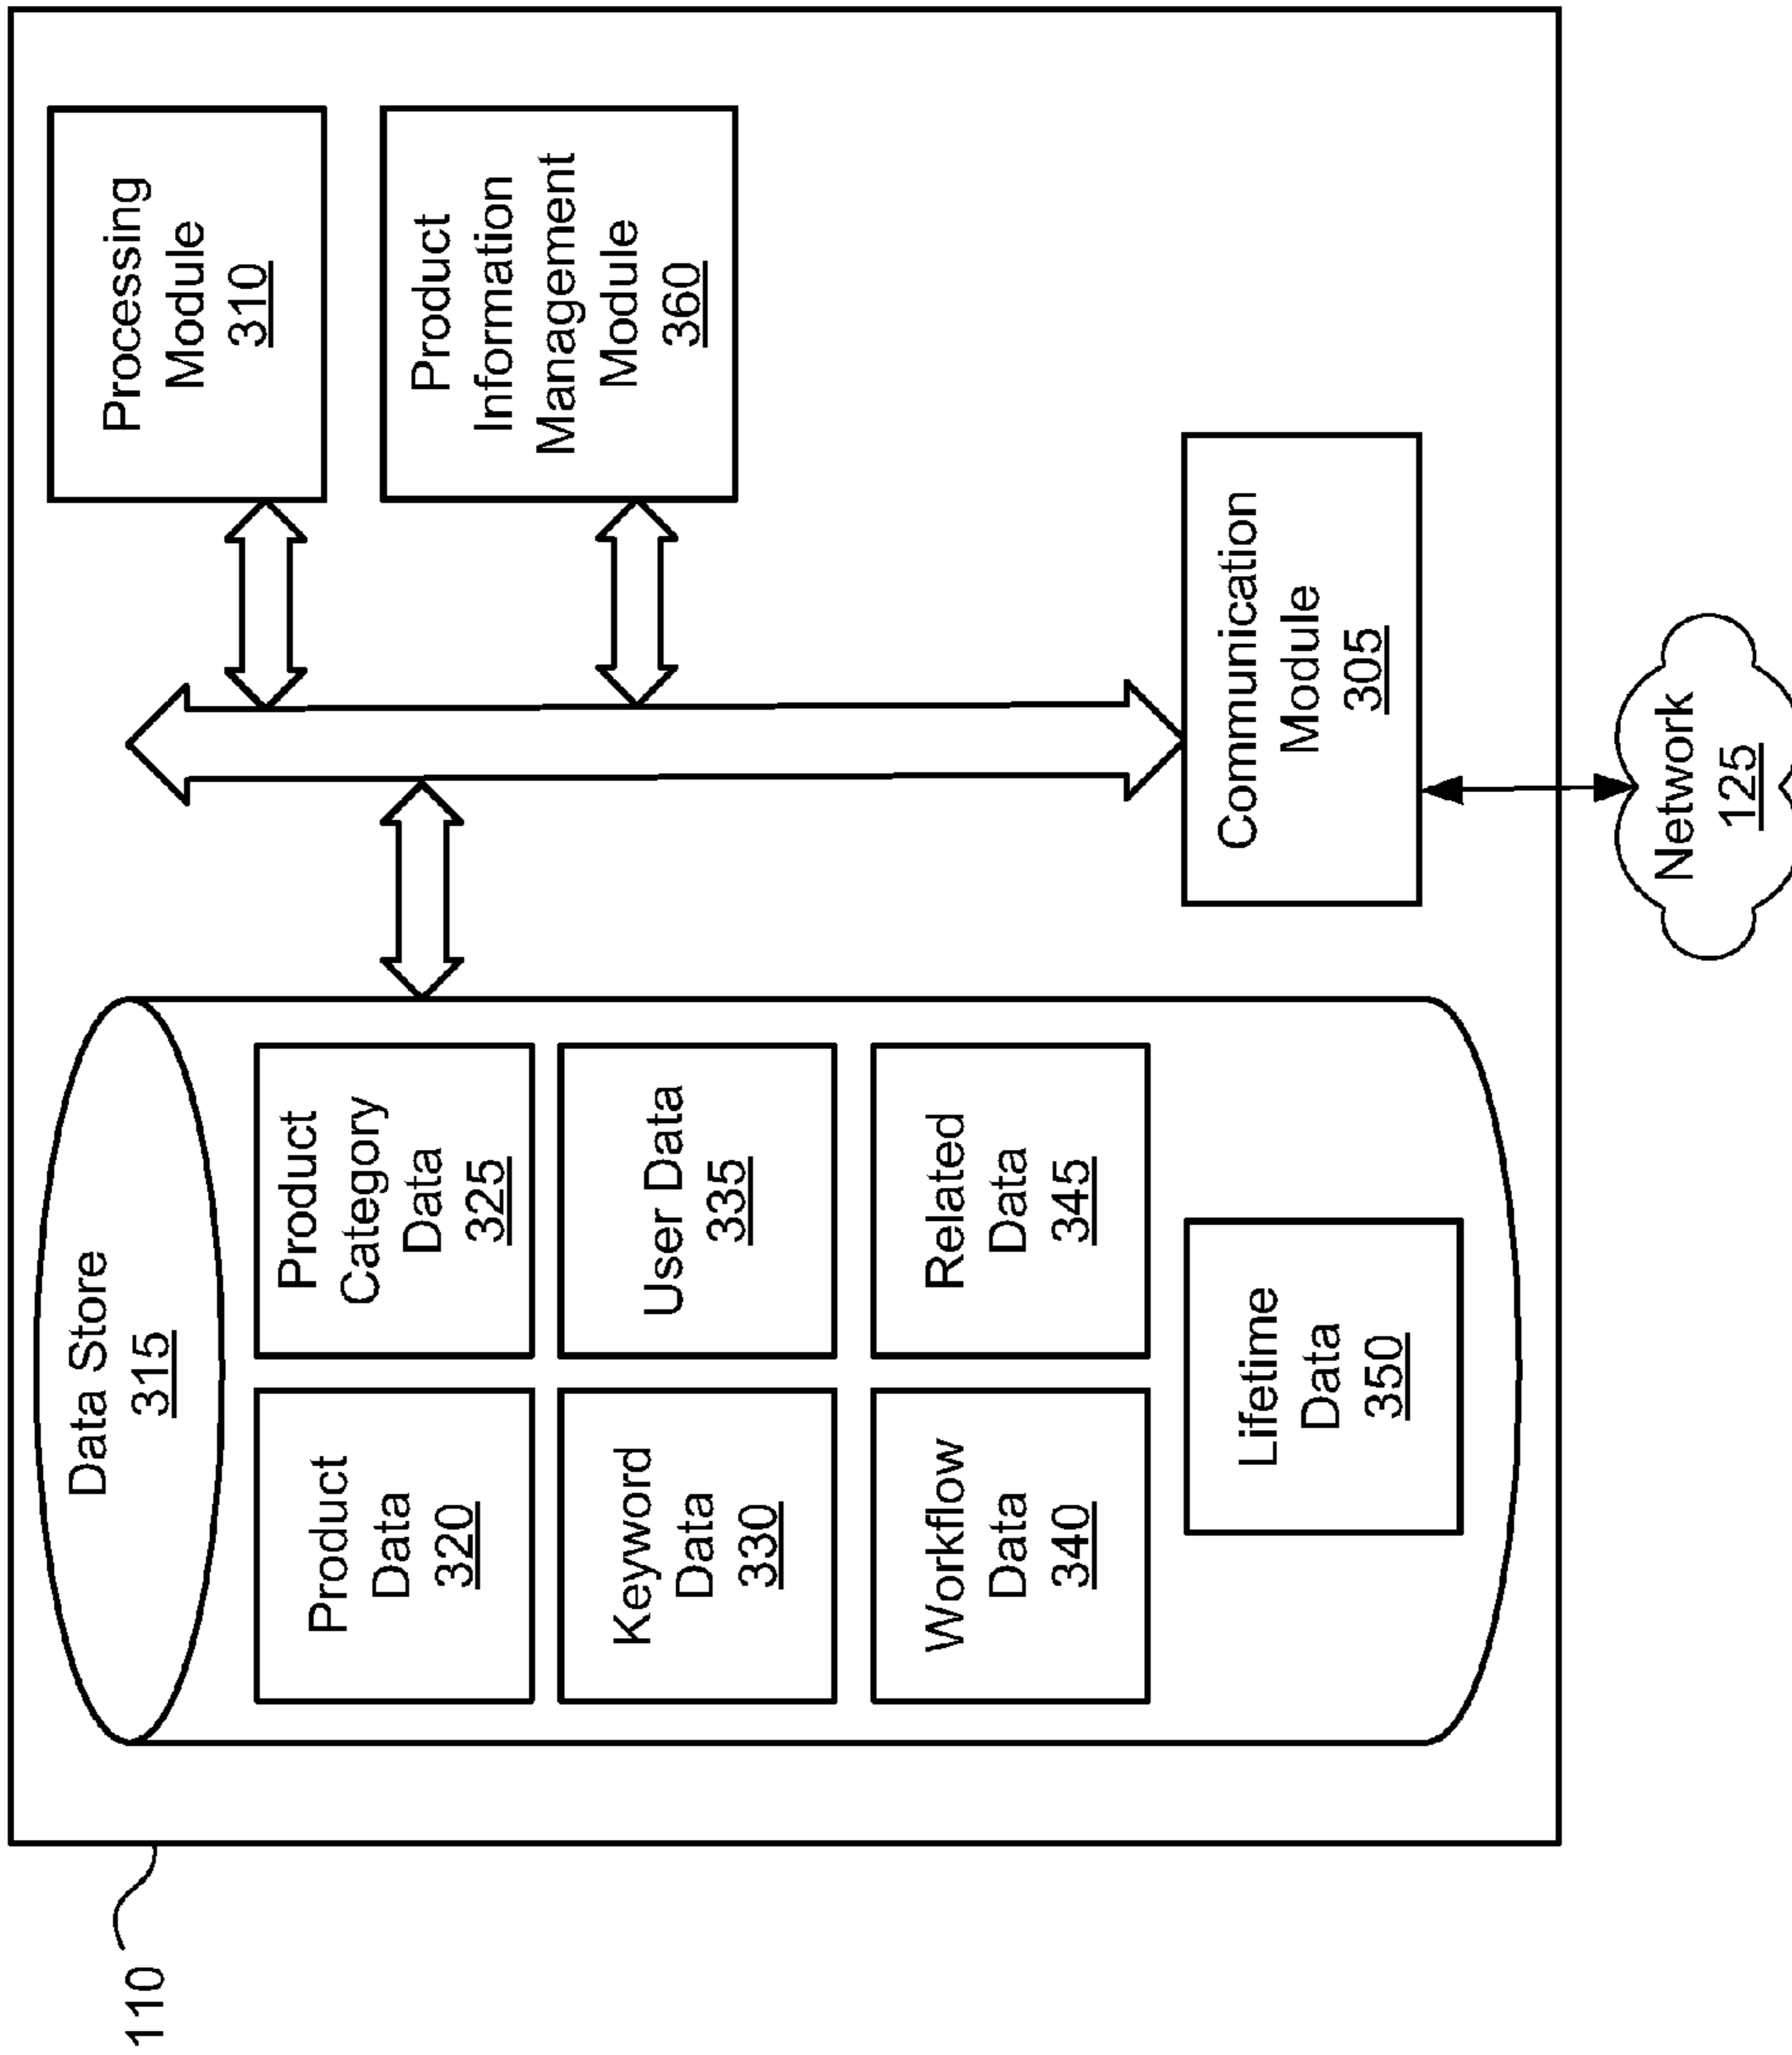 110
Data Store
315
Product
Data
320
Product
Category
Data
325
Keyword
Data
330
User Data
335
Workflow
Data
340
Related
Data
345
Lifetime
Data
350
Processing
Module
310
Product
Information
Management
Module
360
Communication
Module
305
Network
125